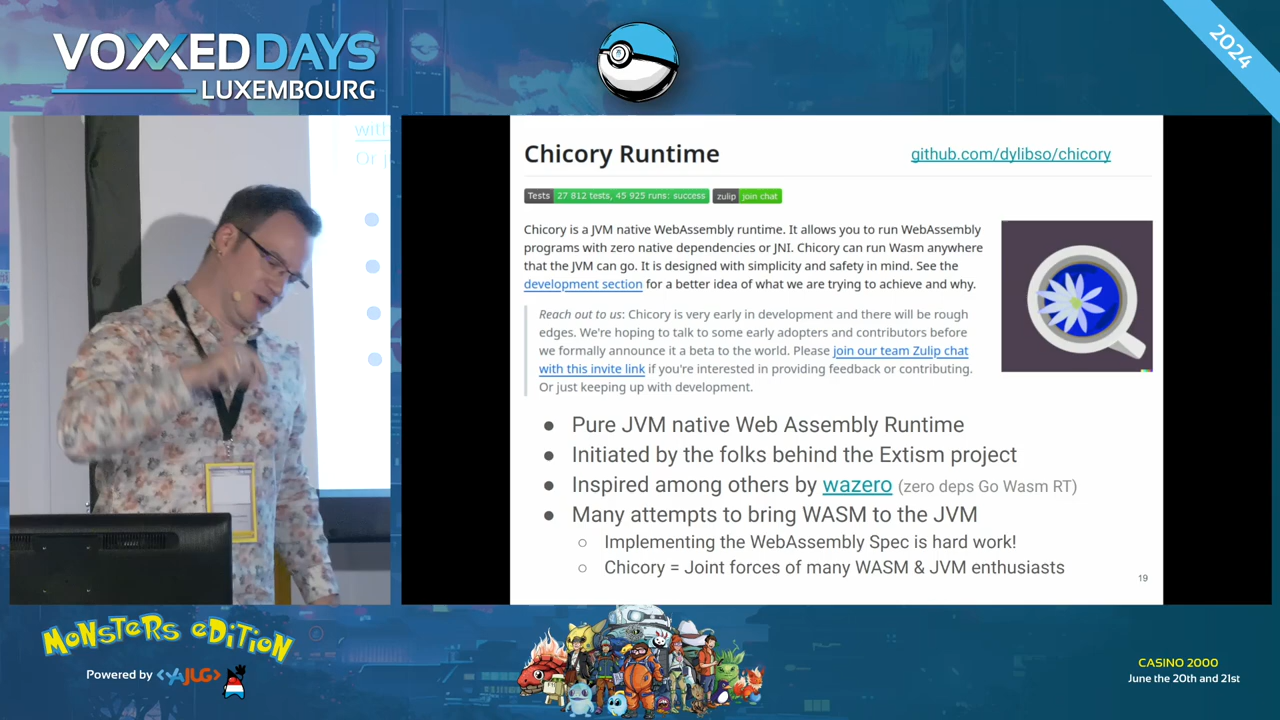 VOXXEDDAYS
LUXEMBOURG
2024
with
Or j
Chicory Runtime
github.com/dylibso/chicory
Tests 27 812 tests, 45 925 runs: success zulip join chat
Chicory is a JVM native WebAssembly runtime. It allows you to run WebAssembly
programs with zero native dependencies or JNI. Chicory can run Wasm anywhere
that the JVM can go. It is designed with simplicity and safety in mind. See the
development section for a better idea of what we are trying to achieve and why.
Reach out to us: Chicory is very early in development and there will be rough
edges. We're hoping to talk to some early adopters and contributors before
we formally announce it a beta to the world. Please join our team Zulip chat
with this invite link if you're interested in providing feedback or contributing.
Or just keeping up with development.
● Pure JVM native Web Assembly Runtime
● Initiated by the folks behind the Extism project
● Inspired among others by wazero (zero deps Go Wasm RT)
● Many attempts to bring WASM to the JVM
○ Implementing the WebAssembly Spec is hard work!
○ Chicory = Joint forces of many WASM & JVM enthusiasts
19
MONSTERS EDITION
Powered by <YAJUG>
CASINO 2000
June the 20th and 21st